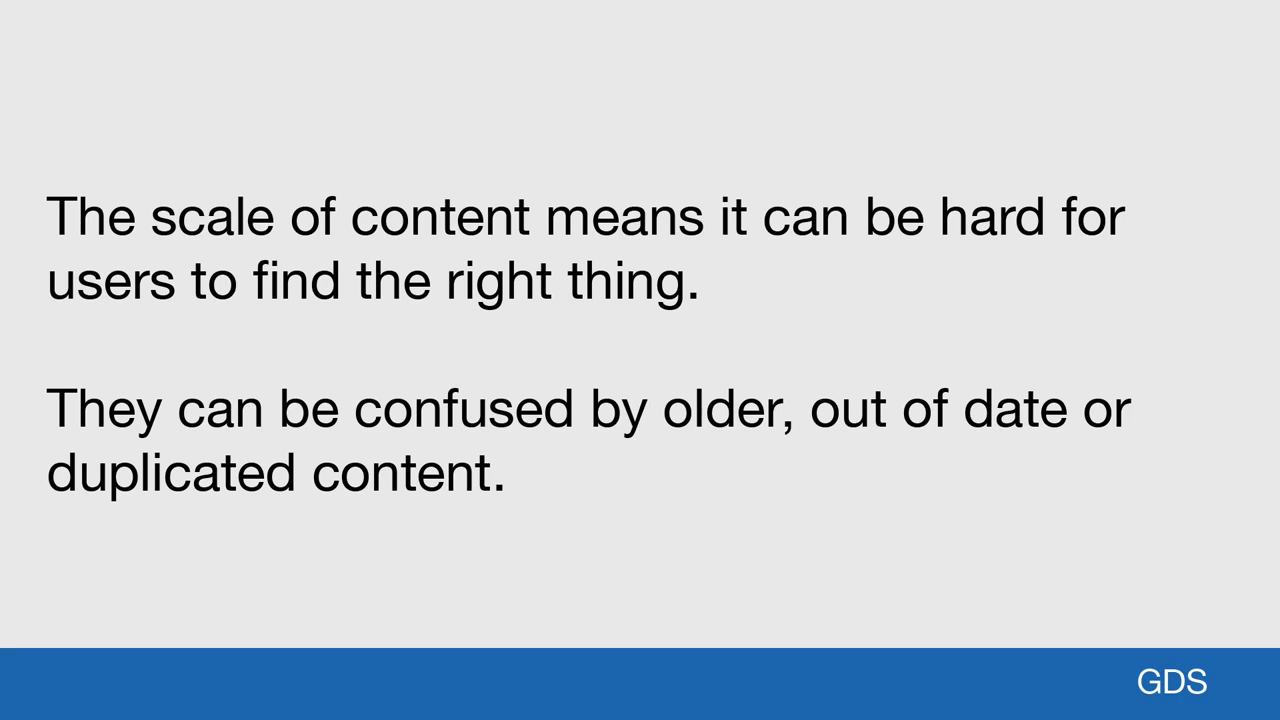 The scale of content means it can be hard for
users to find the right thing.
They can be confused by older, out of date or
duplicated content.
GDS